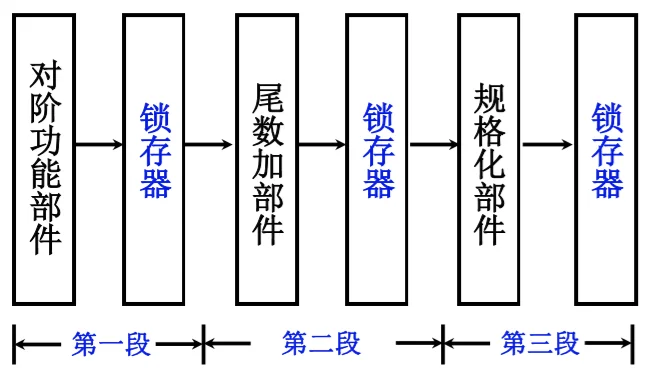 对阶功能部件
锁存器
尾数加部件
锁存器
规格化部件
锁存器
第一段
第二段
第三段